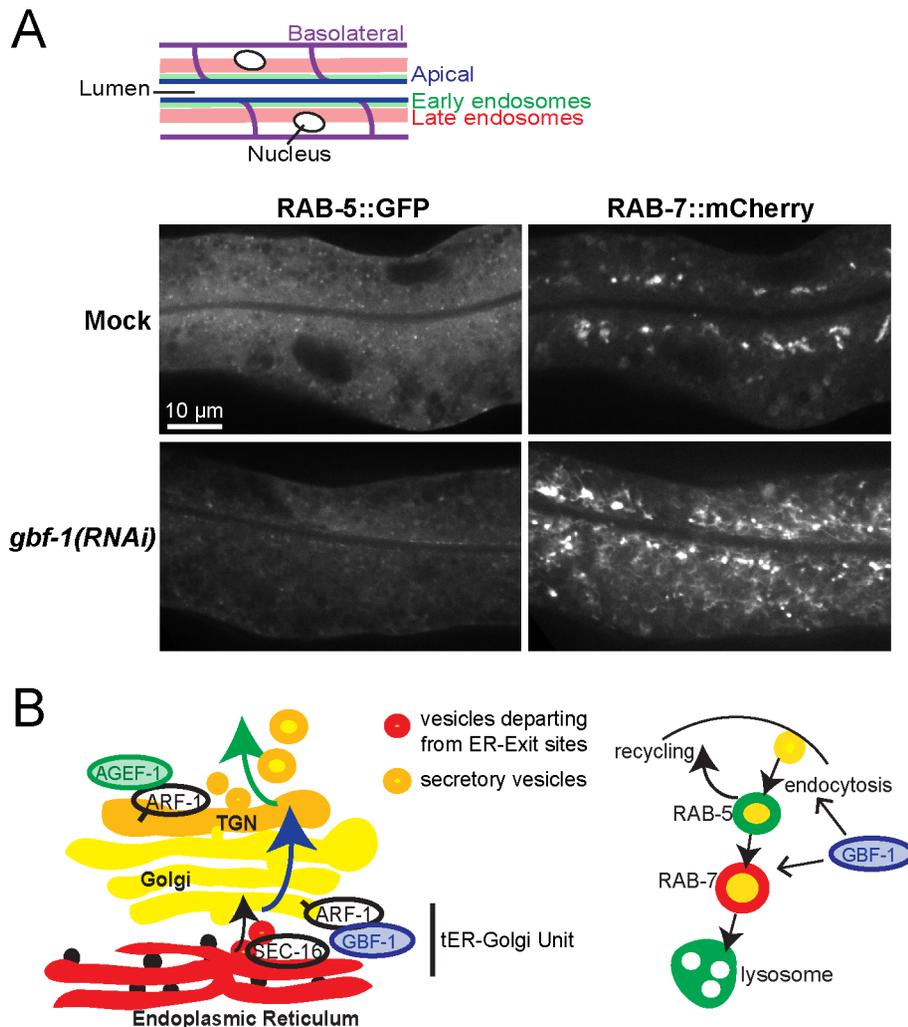 A
Basolateral
Apical
Lumen
Early endosomes
Late endosomes
Nucleus
RAB-5::GFP
RAB-7::mCherry
Mock
10 µm
gbf-1(RNAi)
B
AGEF-1
ARF-1
TGN
Golgi
ARF-1
GBF-1
SEC-16
Endoplasmic Reticulum
tER-Golgi Unit
vesicles departing
from ER-Exit sites
secretory vesicles
recycling
endocytosis
RAB-5
GBF-1
RAB-7
lysosome